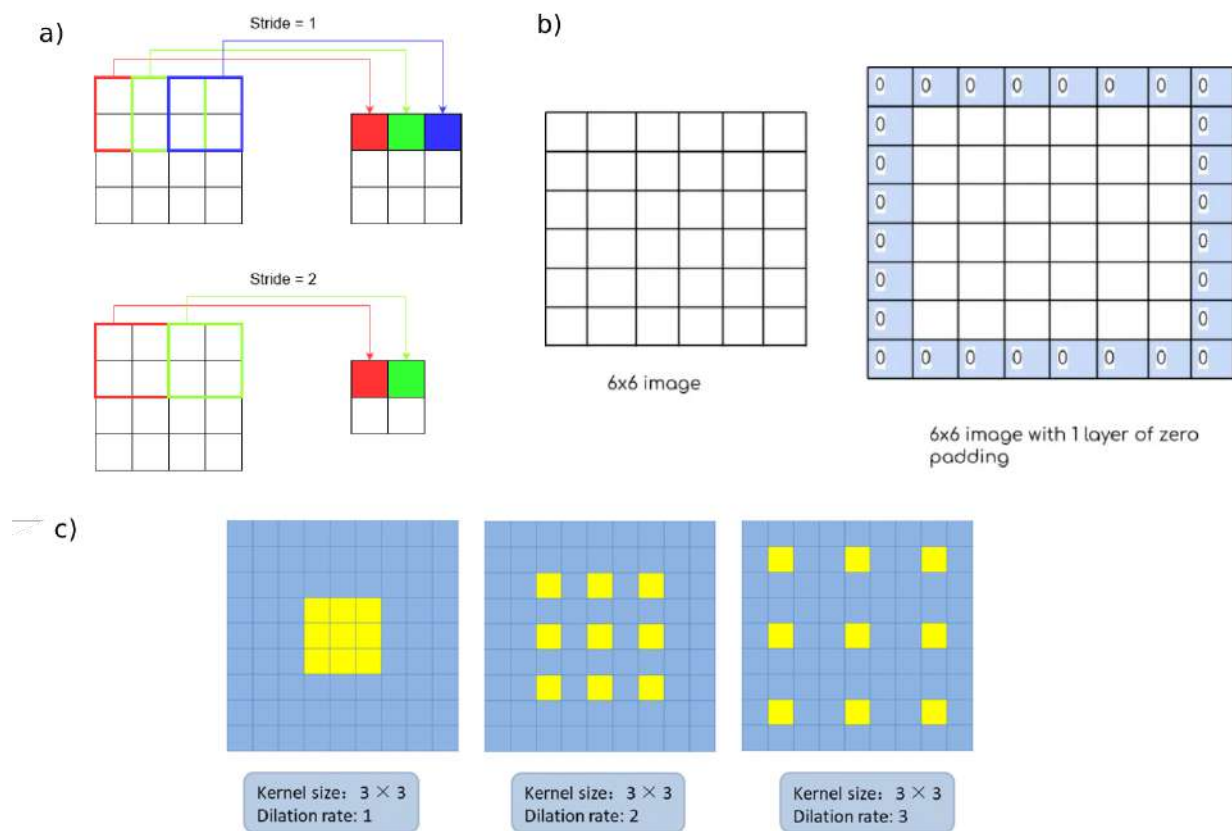 a)
Stride = 1
b)
0 0 0 0 0 0 0 0
0 0
0 0
0 0
0 0
0 0
0 0
0 0 0 0 0 0 0 0
6x6 image
6x6 image with 1 layer of zero
padding
Stride = 2
c)
Kernel size: 3 × 3
Dilation rate: 1
Kernel size: 3 × 3
Dilation rate: 2
Kernel size: 3 × 3
Dilation rate: 3